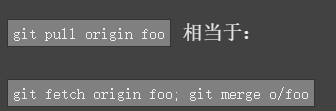 git pull origin foo 相当于：
git fetch origin foo; git merge o/foo